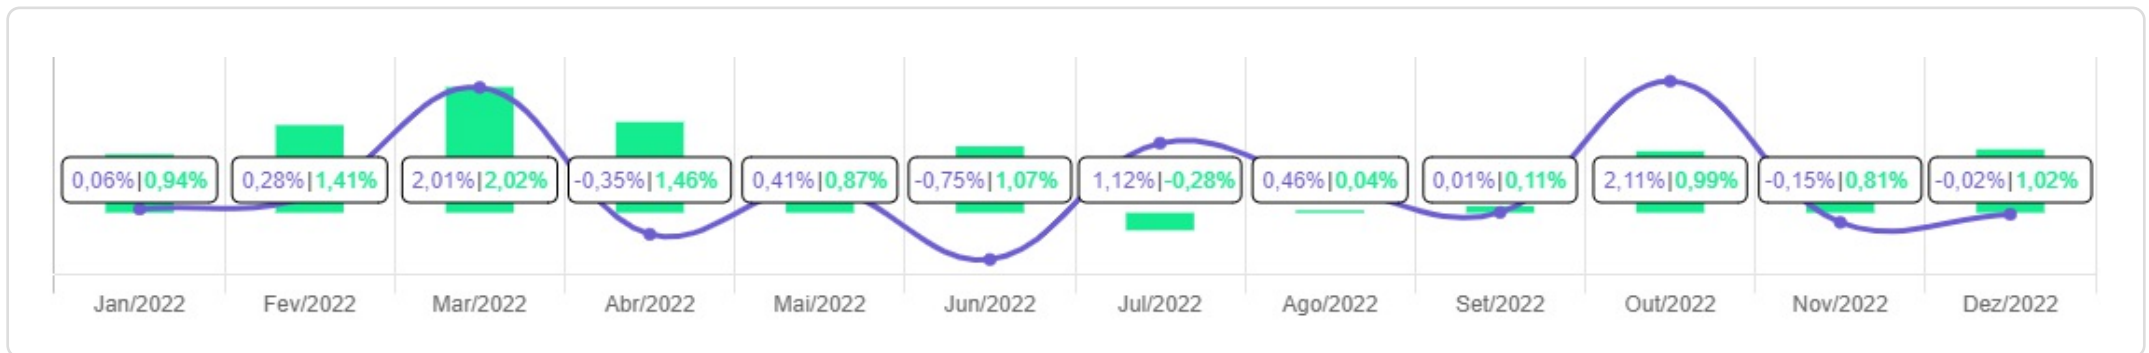 0,06%|0,94% 0,28%|1,41% 2,01%|2,02% -0,35%|1,46% 0,41%|0,87% -0,75%|1,07% 1,12%|-0,28% 0,46%|0,04% 0,01%|0,11% 2,11%|0,99% -0,15%|0,81% -0,02%|1,02%
Jan/2022 Fev/2022 Mar/2022 Abr/2022 Mai/2022 Jun/2022 Jul/2022 Ago/2022 Set/2022 Out/2022 Nov/2022 Dez/2022